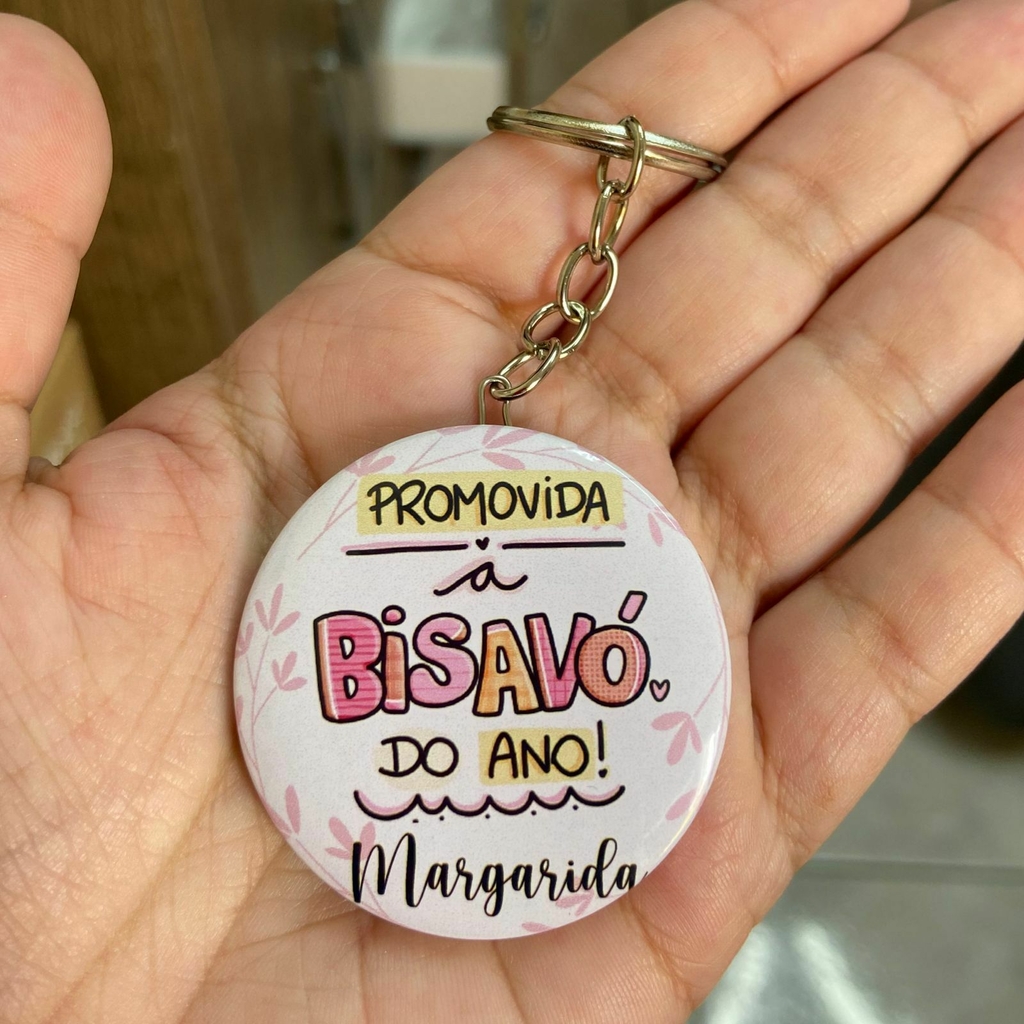 PROMOViDA
a
BiSAVÓ
DO ANO!
Margarida